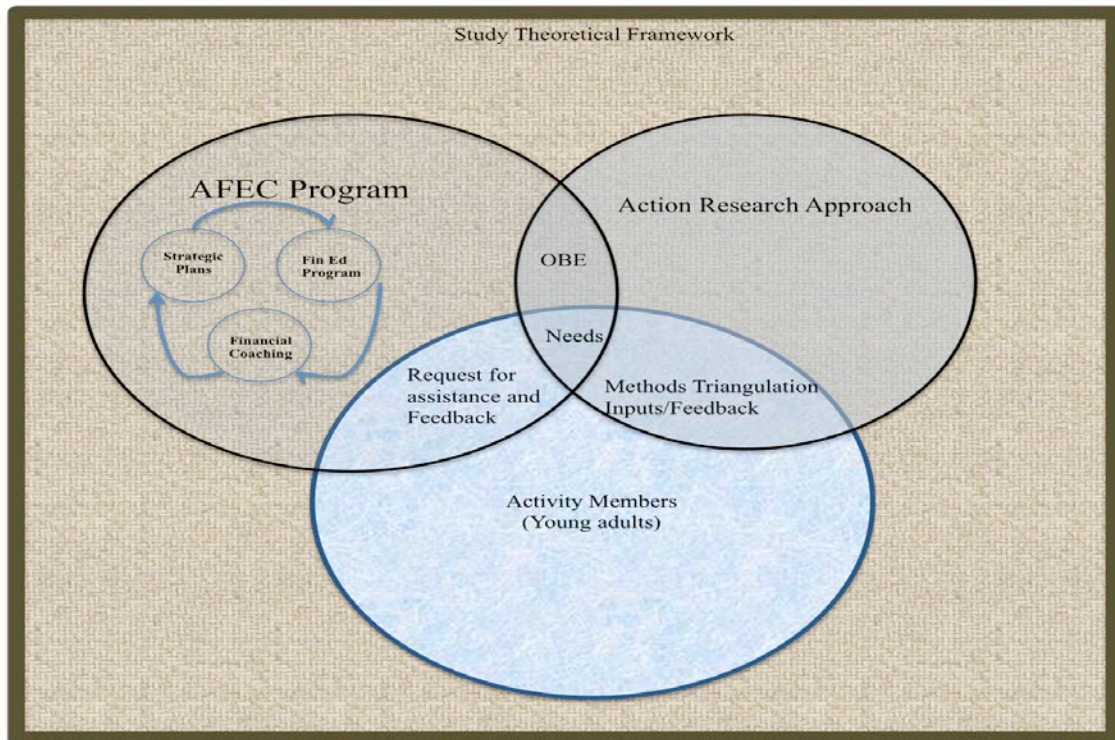 Study Theoretical Framework
AFEC Program
Strategic
Plans
Fin Ed
Program
Financial
Coaching
Action Research Approach
OBE
Needs
Request for
assistance and
Feedback
Methods Triangulation
Inputs/Feedback
Activity Members
(Young adults)